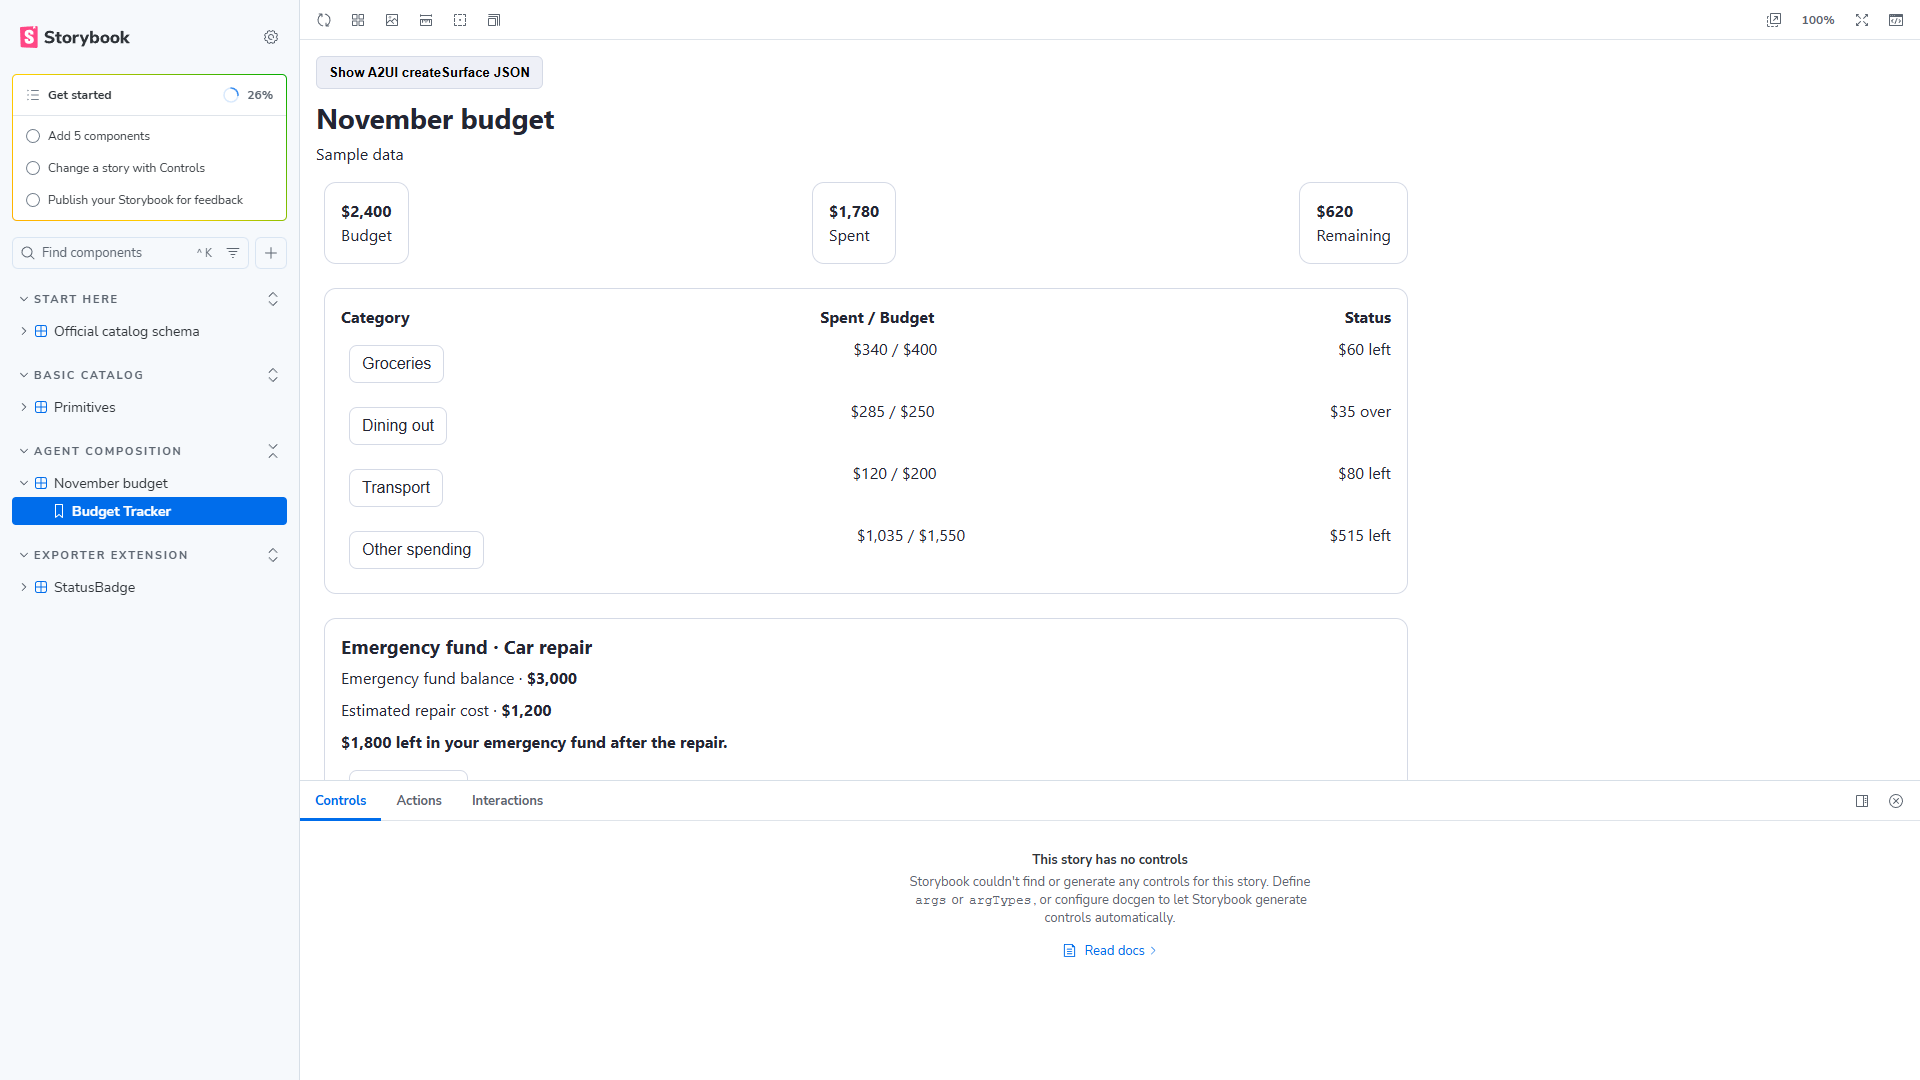 Storybook
Get started
26%
Add 5 components
Change a story with Controls
Publish your Storybook for feedback
Find components
^ K
START HERE
Official catalog schema
BASIC CATALOG
Primitives
AGENT COMPOSITION
November budget
Budget Tracker
EXPORTER EXTENSION
StatusBadge
100%
Show A2UI createSurface JSON
November budget
Sample data
$2,400
Budget
$1,780
Spent
$620
Remaining
Category Spent / Budget Status
Groceries $340 / $400 $60 left
Dining out $285 / $250 $35 over
Transport $120 / $200 $80 left
Other spending $1,035 / $1,550 $515 left
Emergency fund · Car repair
Emergency fund balance · $3,000
Estimated repair cost · $1,200
$1,800 left in your emergency fund after the repair.
Controls Actions Interactions
This story has no controls
Storybook couldn't find or generate any controls for this story. Define
args or argTypes, or configure docgen to let Storybook generate
controls automatically.
Read docs